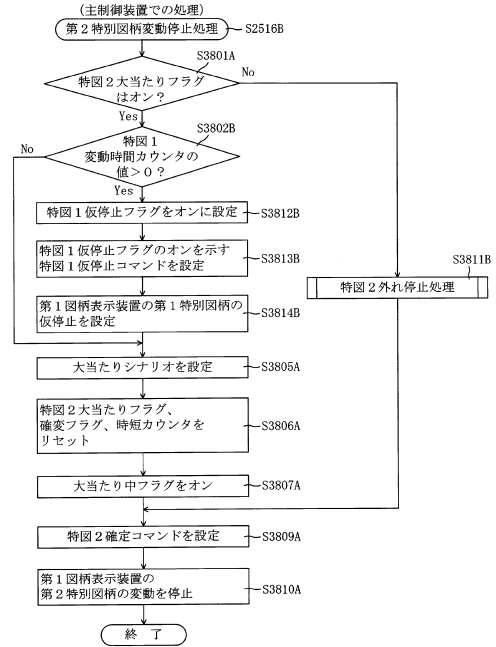 (主制御装置での処理)
第２特別図柄変動停止処理
S2516B
S3801A
特図２大当たりフラグ
はオン？
No
Yes
S3802B
特図１
変動時間カウンタの
値＞０？
No
Yes
特図１仮停止フラグをオンに設定
S3812B
特図１仮停止フラグのオンを示す
特図１仮停止コマンドを設定
S3813B
S3811B
特図２外れ停止処理
第１図柄表示装置の第１特別図柄の
仮停止を設定
S3814B
大当たりシナリオを設定
S3805A
特図２大当たりフラグ、
確変フラグ、時短カウンタを
リセット
S3806A
大当たり中フラグをオン
S3807A
特図２確定コマンドを設定
S3809A
第１図柄表示装置の
第２特別図柄の変動を停止
S3810A
終 了